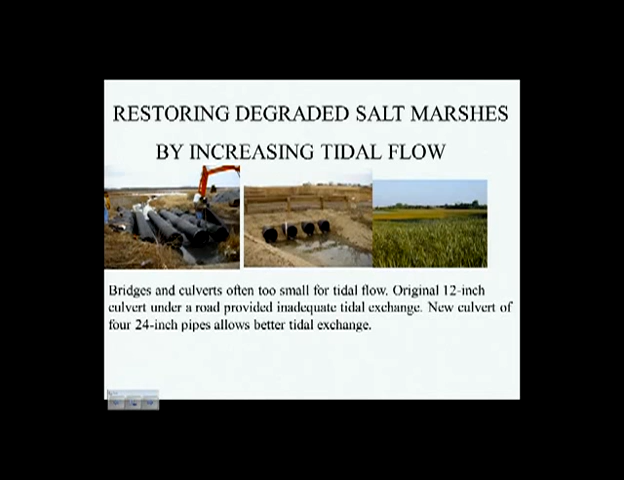 RESTORING DEGRADED SALT MARSHES
BY INCREASING TIDAL FLOW
Bridges and culverts often too small for tidal flow. Original 12-inch
culvert under a road provided inadequate tidal exchange. New culvert of
four 24-inch pipes allows better tidal exchange.